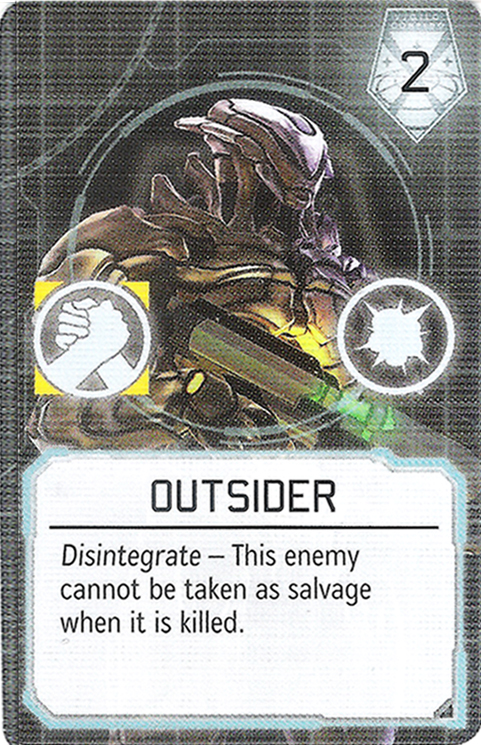 2
OUTSIDER
Disintegrate – This enemy
cannot be taken as salvage
when it is killed.